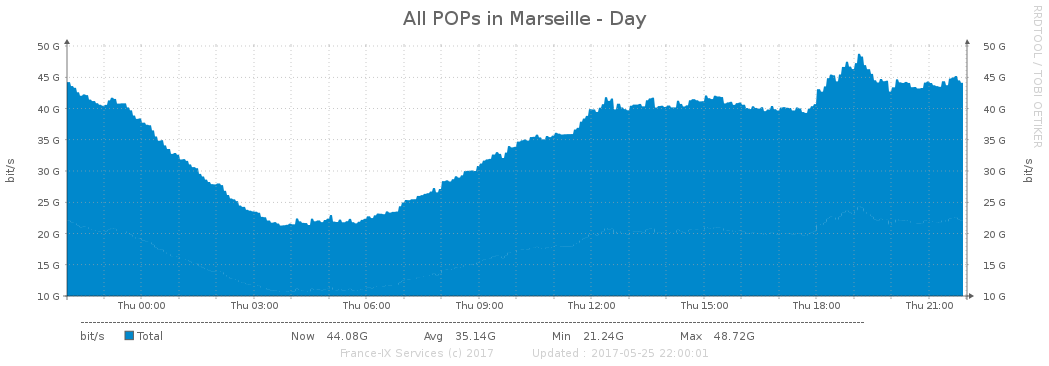 All POPs in Marseille - Day
RRDTOOL / TOBI OETIKER
bit/s
50 G 50 G
45 G 45 G
40 G 40 G
35 G 35 G
30 G 30 G
25 G 25 G
20 G 20 G
15 G 15 G
10 G 10 G
bit/s
Thu 00:00 Thu 03:00 Thu 06:00 Thu 09:00 Thu 12:00 Thu 15:00 Thu 18:00 Thu 21:00
bit/s Total Now 44.08G Avg 35.14G Min 21.24G Max 48.72G
France-IX Services (c) 2017 Updated : 2017-05-25 22:00:01